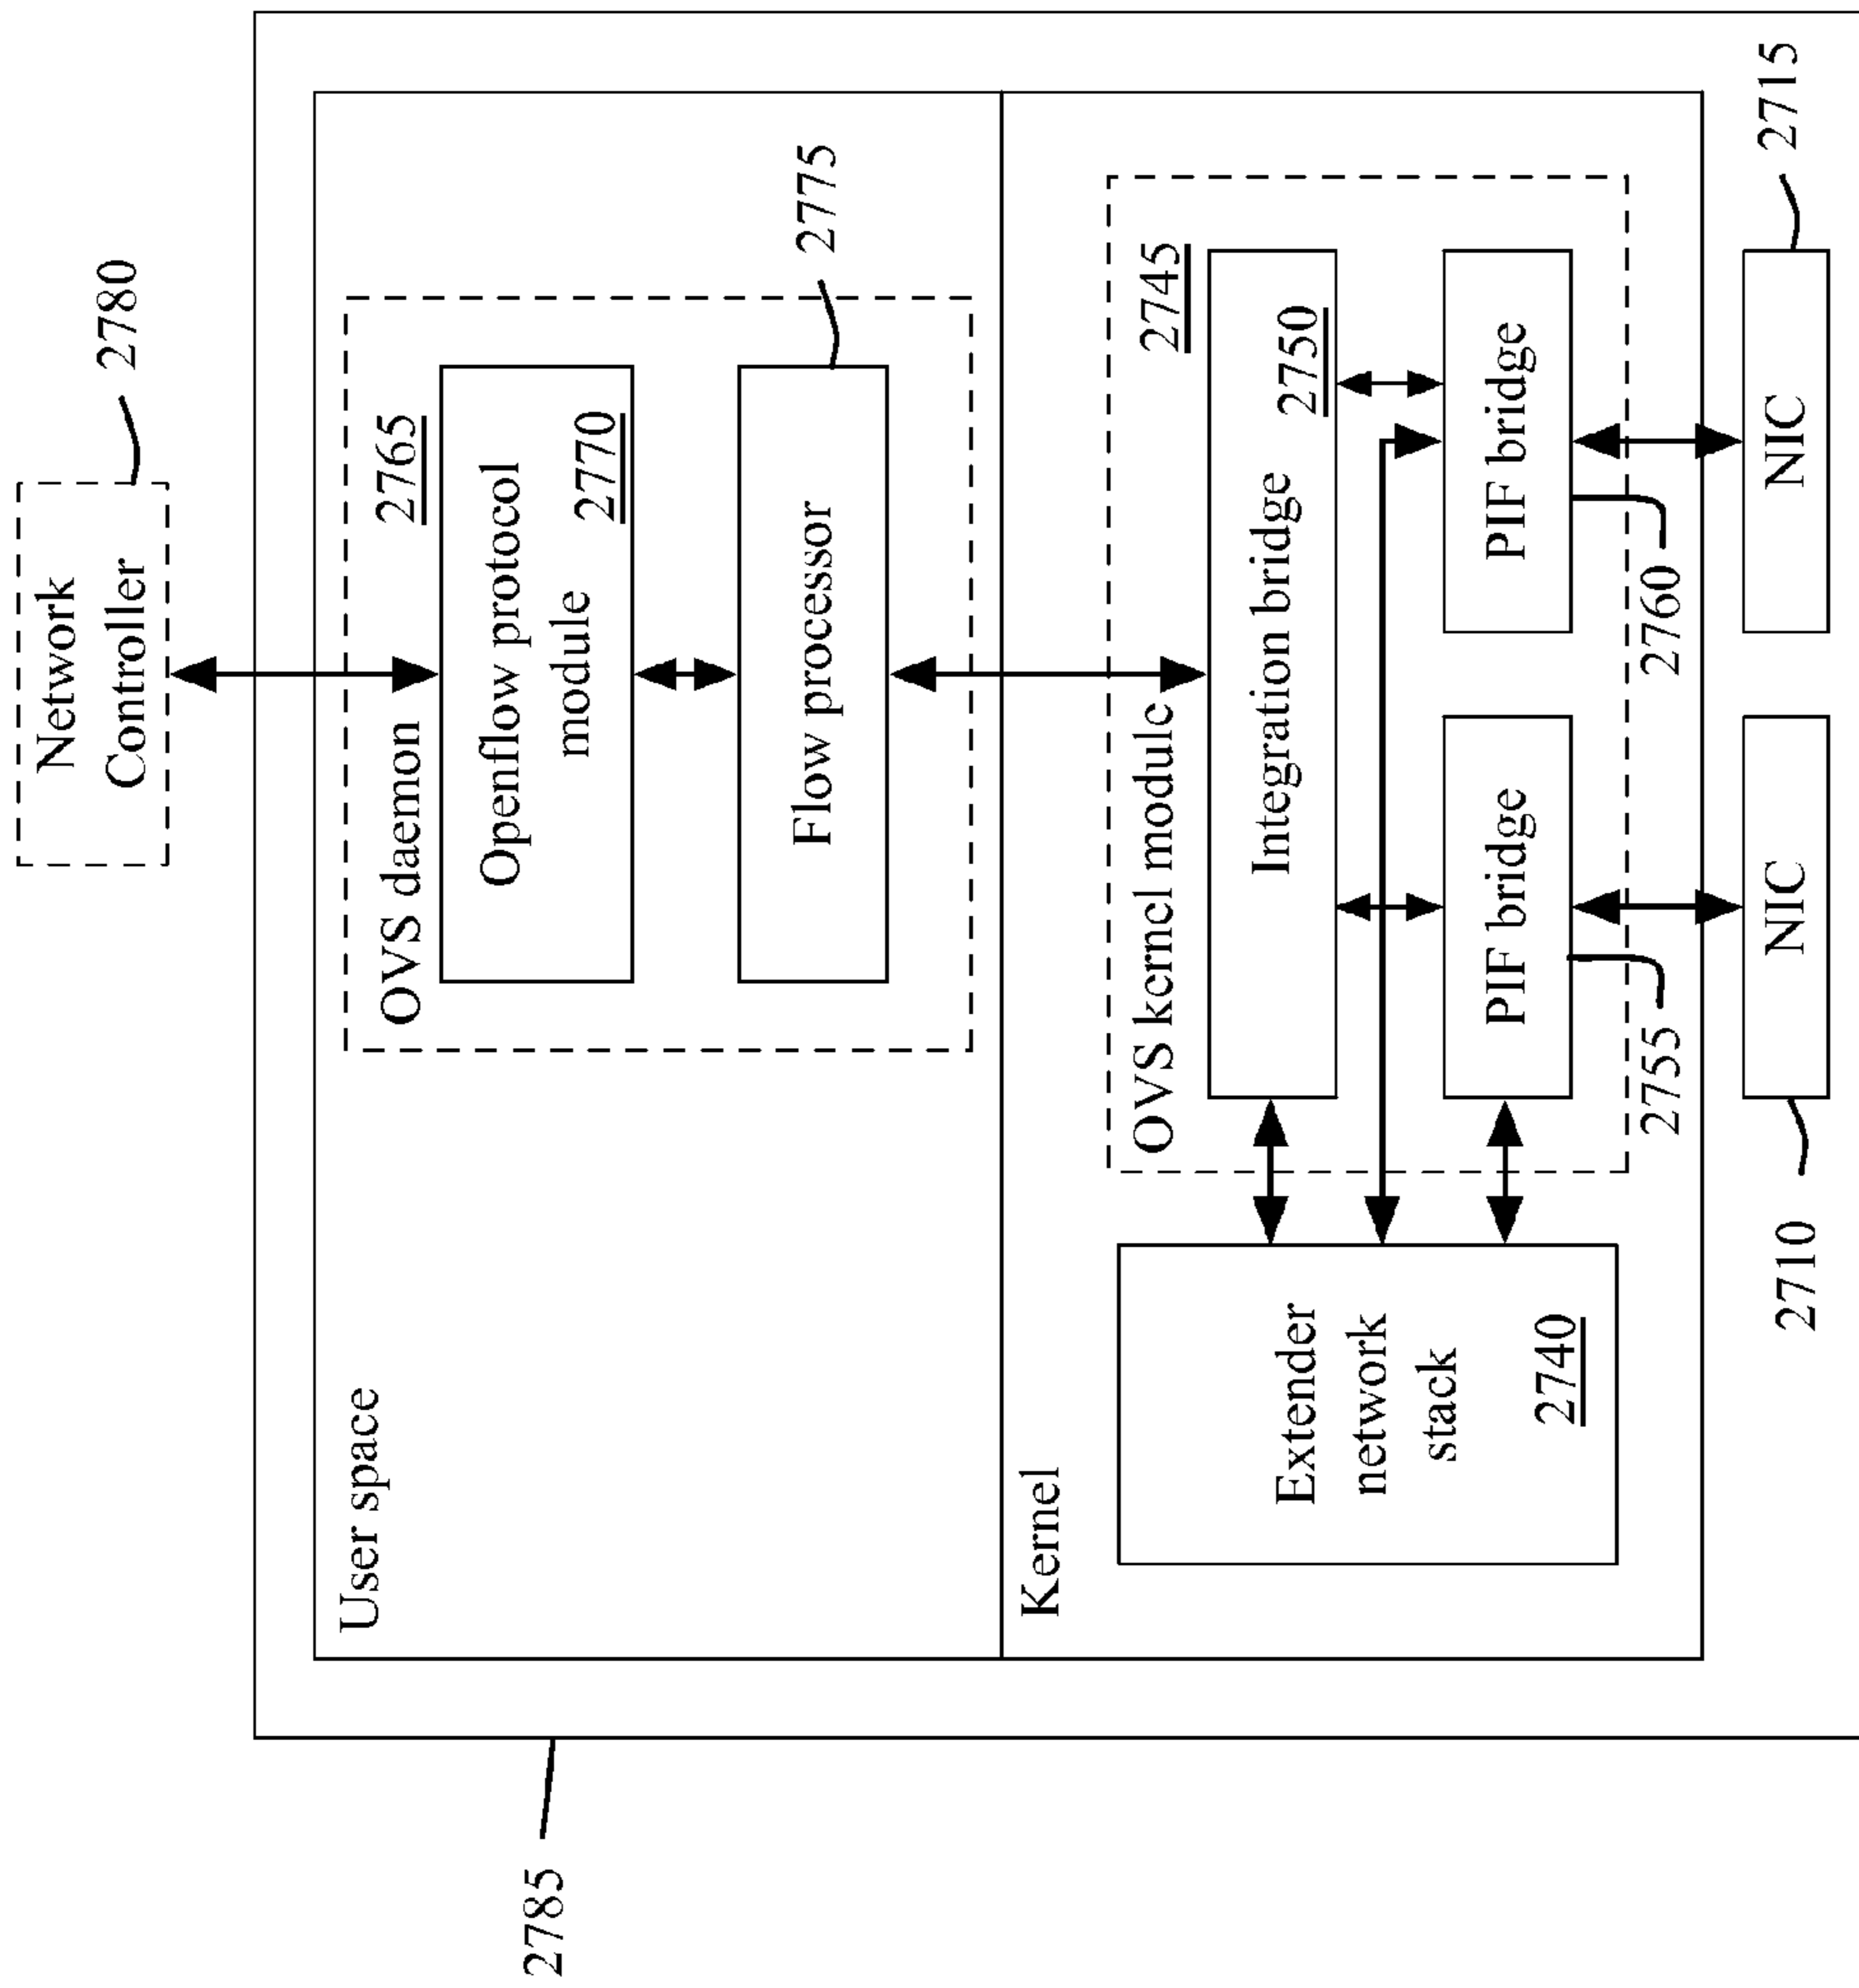 Network
Controller
2780
2785
User space
OVS daemon
2765
Openflow protocol
module
2770
Flow processor
2775
Kernel
OVS kernel module
2745
Integration bridge
2750
Extender
network
stack
2740
PIF bridge
PIF bridge
2755
2760
NIC
NIC
2710
2715